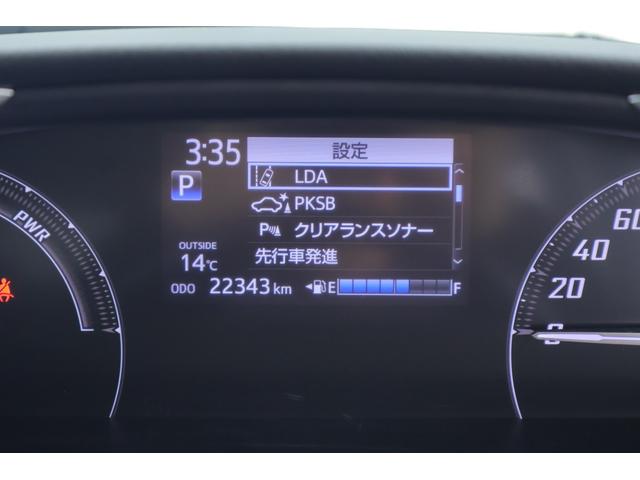 PWR
3:35
設定
LDA
P
PKSB
P クリアランスソナー
OUTSIDE
14℃
先行車発進
ODO 22343 km
E F
60
40
20
0